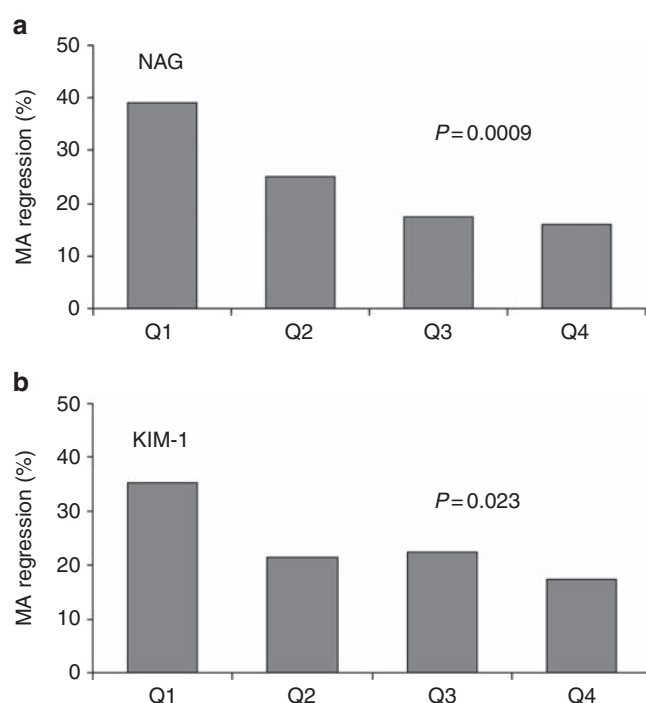 a
50
NAG
40
P=0.0009
30
20
10
0
MA regression (%)
Q1 Q2 Q3 Q4
b
50
KIM-1
40
P=0.023
30
20
10
0
MA regression (%)
Q1 Q2 Q3 Q4